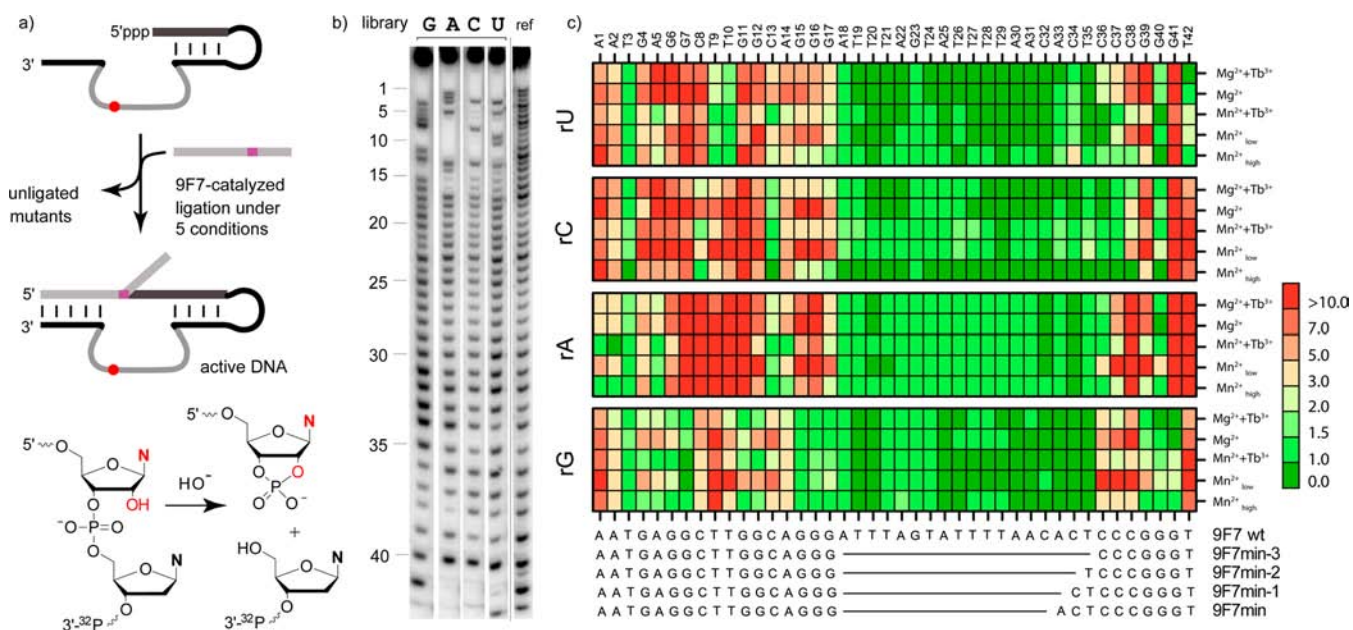 a)
5'ppp
3'
unligated
mutants
9F7-catalyzed
ligation under
5 conditions
5'
3'
active DNA
5' O N
O
O OH
⁻O P O
O
O N
O
3'-³²P
HO⁻
5' O N
O
O O
P
O O⁻
+
HO N
O
O
3'-³²P
b)
library G A C U ref
1
5
10
15
20
25
30
35
40
c)
A1 A2 T3 G4 A5 G6 G7 C8 T9 T10 G11 G12 C13 A14 G15 G16 G17 A18 T19 T20 T21 A22 G23 T24 A25 T26 T27 T28 T29 A30 A31 C32 A33 C34 T35 C36 C37 C38 G39 G40 G41 T42
rU
Mg²⁺+Tb³⁺
Mg²⁺
Mn²⁺+Tb³⁺
Mn²⁺ low
Mn²⁺ high
rC
Mg²⁺+Tb³⁺
Mg²⁺
Mn²⁺+Tb³⁺
Mn²⁺ low
Mn²⁺ high
rA
Mg²⁺+Tb³⁺
Mg²⁺
Mn²⁺+Tb³⁺
Mn²⁺ low
Mn²⁺ high
rG
Mg²⁺+Tb³⁺
Mg²⁺
Mn²⁺+Tb³⁺
Mn²⁺ low
Mn²⁺ high
>10.0
7.0
5.0
3.0
2.0
1.5
1.0
0.0
A A T G A G G C T T G G C A G G G A T T T A G T A T T T T A A C A C T C C C G G G T 9F7 wt
A A T G A G G C T T G G C A G G G C C C G G G T 9F7min-3
A A T G A G G C T T G G C A G G G T C C C G G G T 9F7min-2
A A T G A G G C T T G G C A G G G C T C C C G G G T 9F7min-1
A A T G A G G C T T G G C A G G G A C T C C C G G G T 9F7min